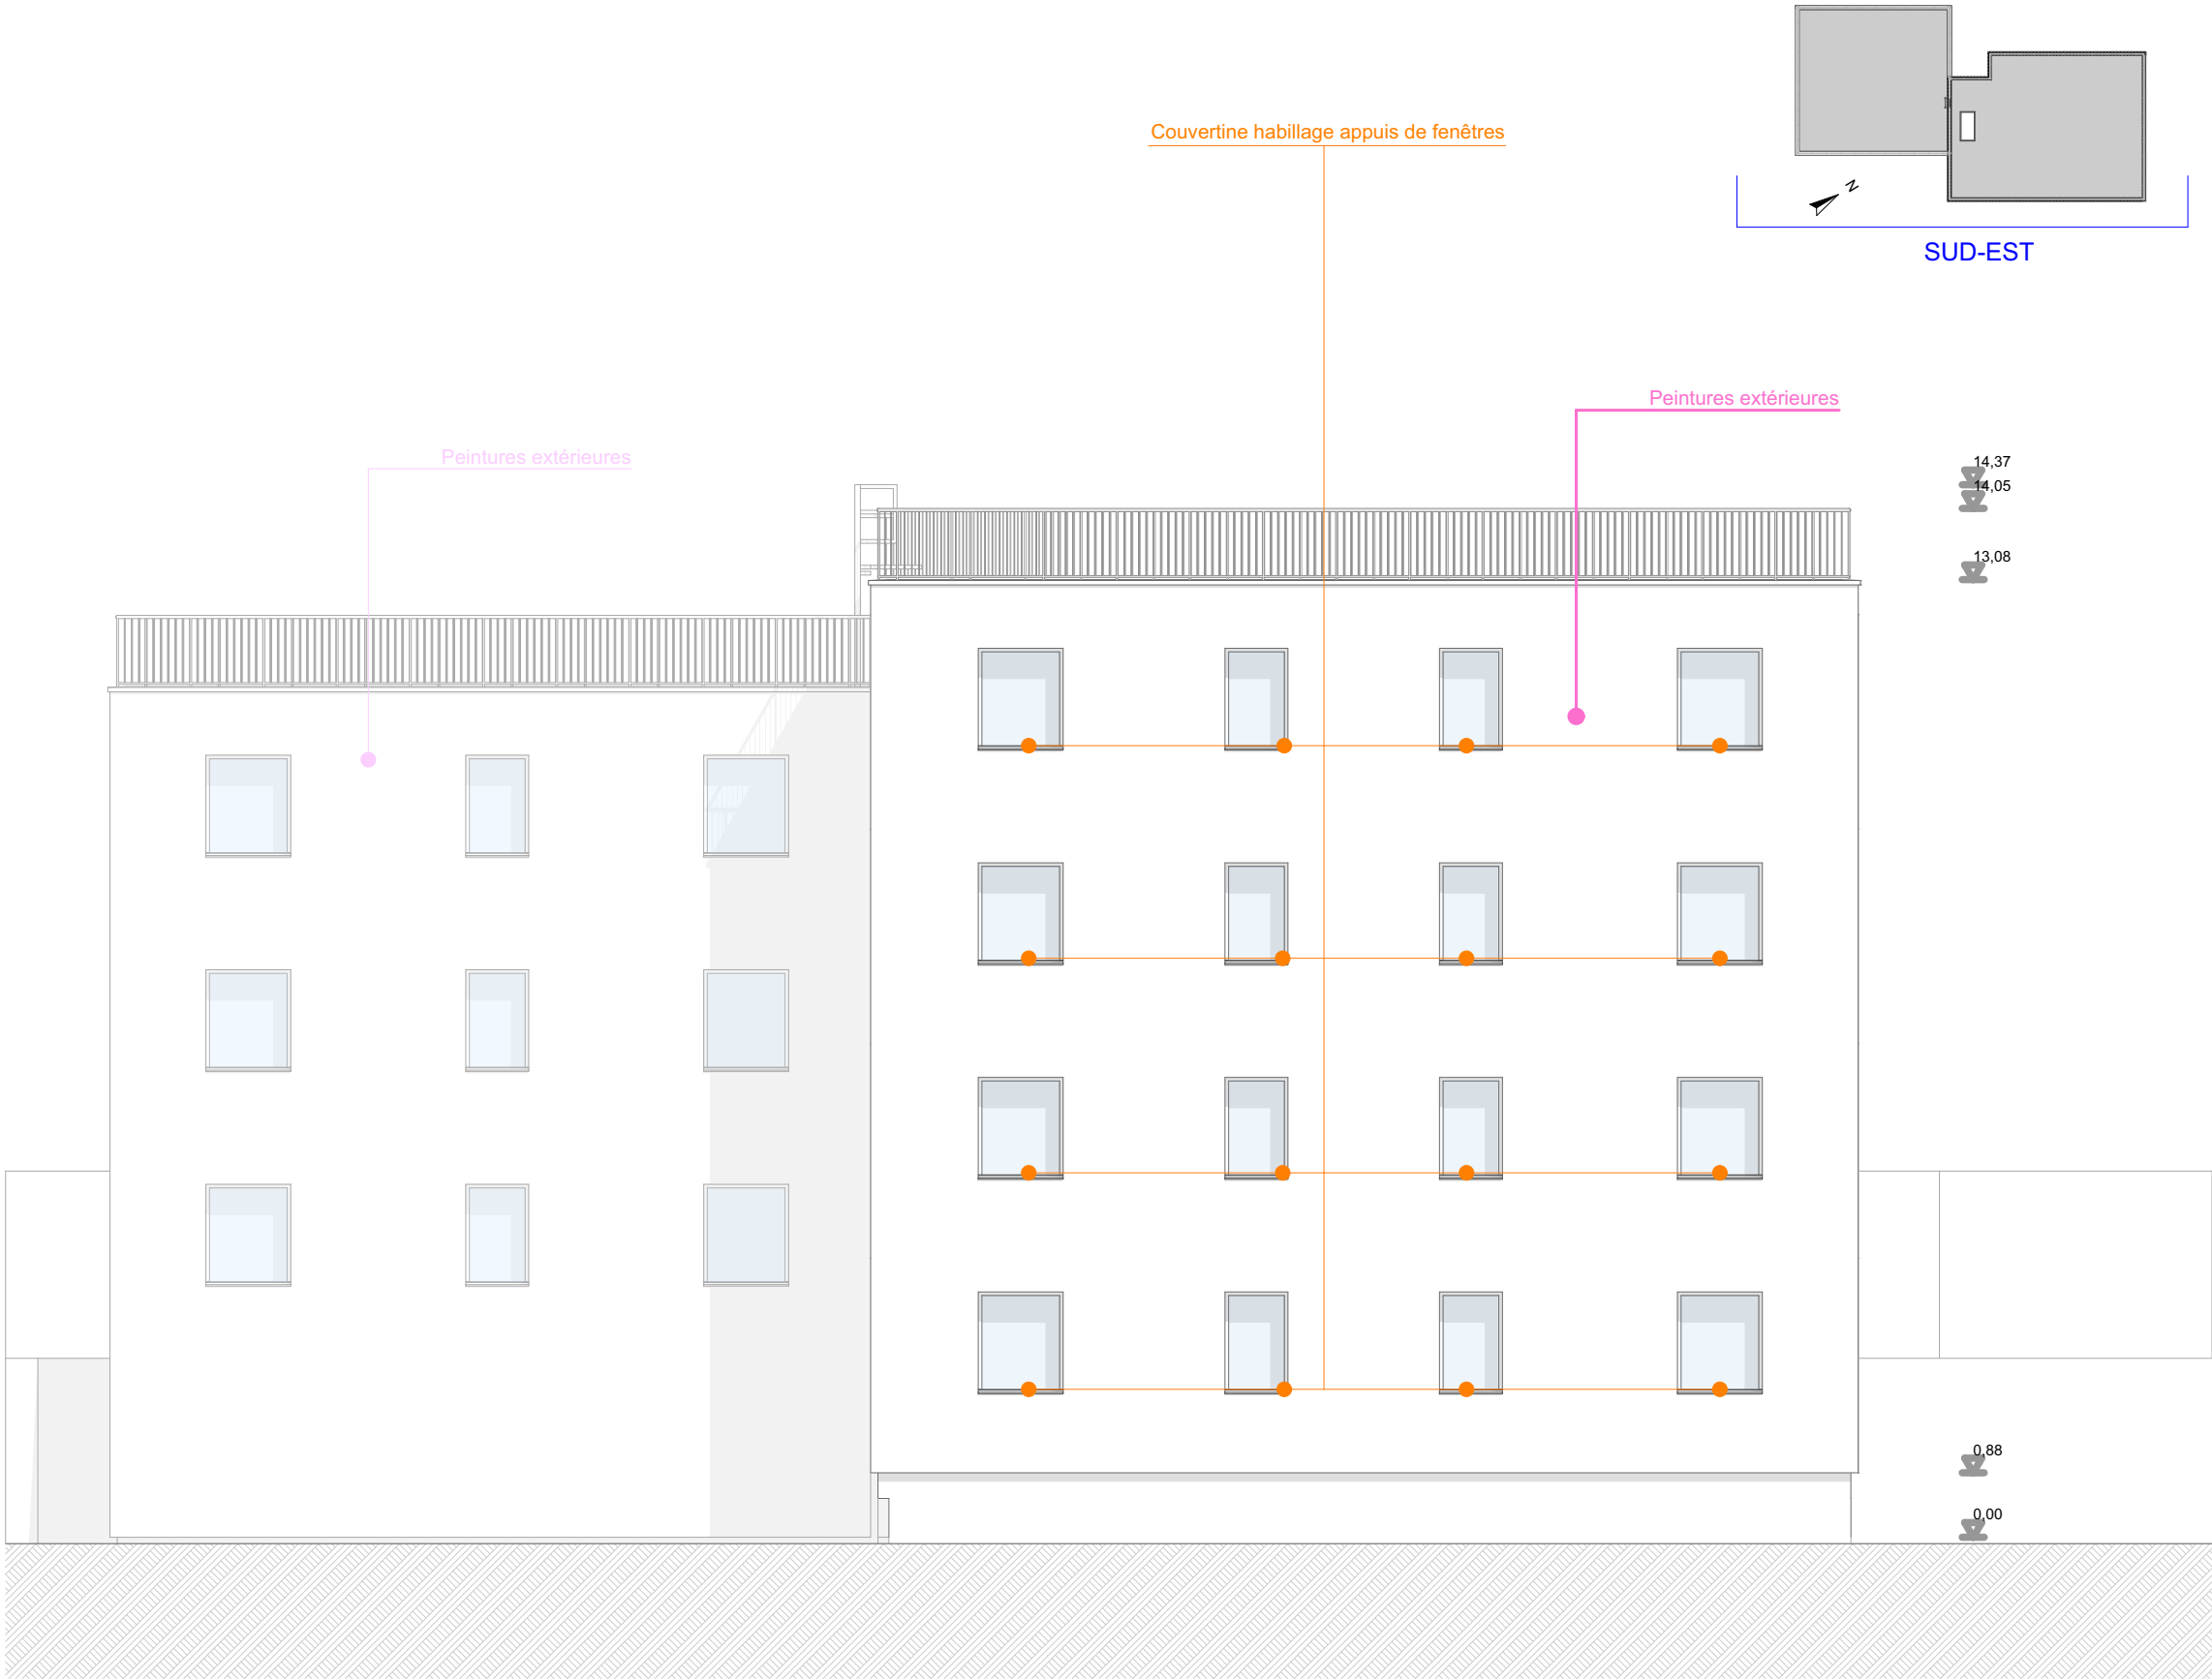 N
Couvertine habillage appuis de fenêtres
SUD-EST
Peintures extérieures
Peintures extérieures
14,37
14,05
13,08
0,88
0,00